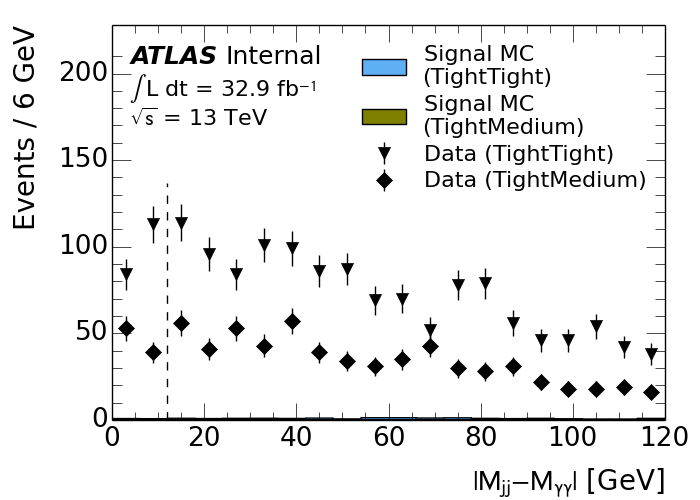 ATLAS Internal
∫L dt = 32.9 fb⁻¹
√s = 13 TeV
Signal MC
(TightTight)
Signal MC
(TightMedium)
Data (TightTight)
Data (TightMedium)
Events / 6 GeV
200
150
100
50
0
0 20 40 60 80 100 120
|Mjj−Mγγ| [GeV]